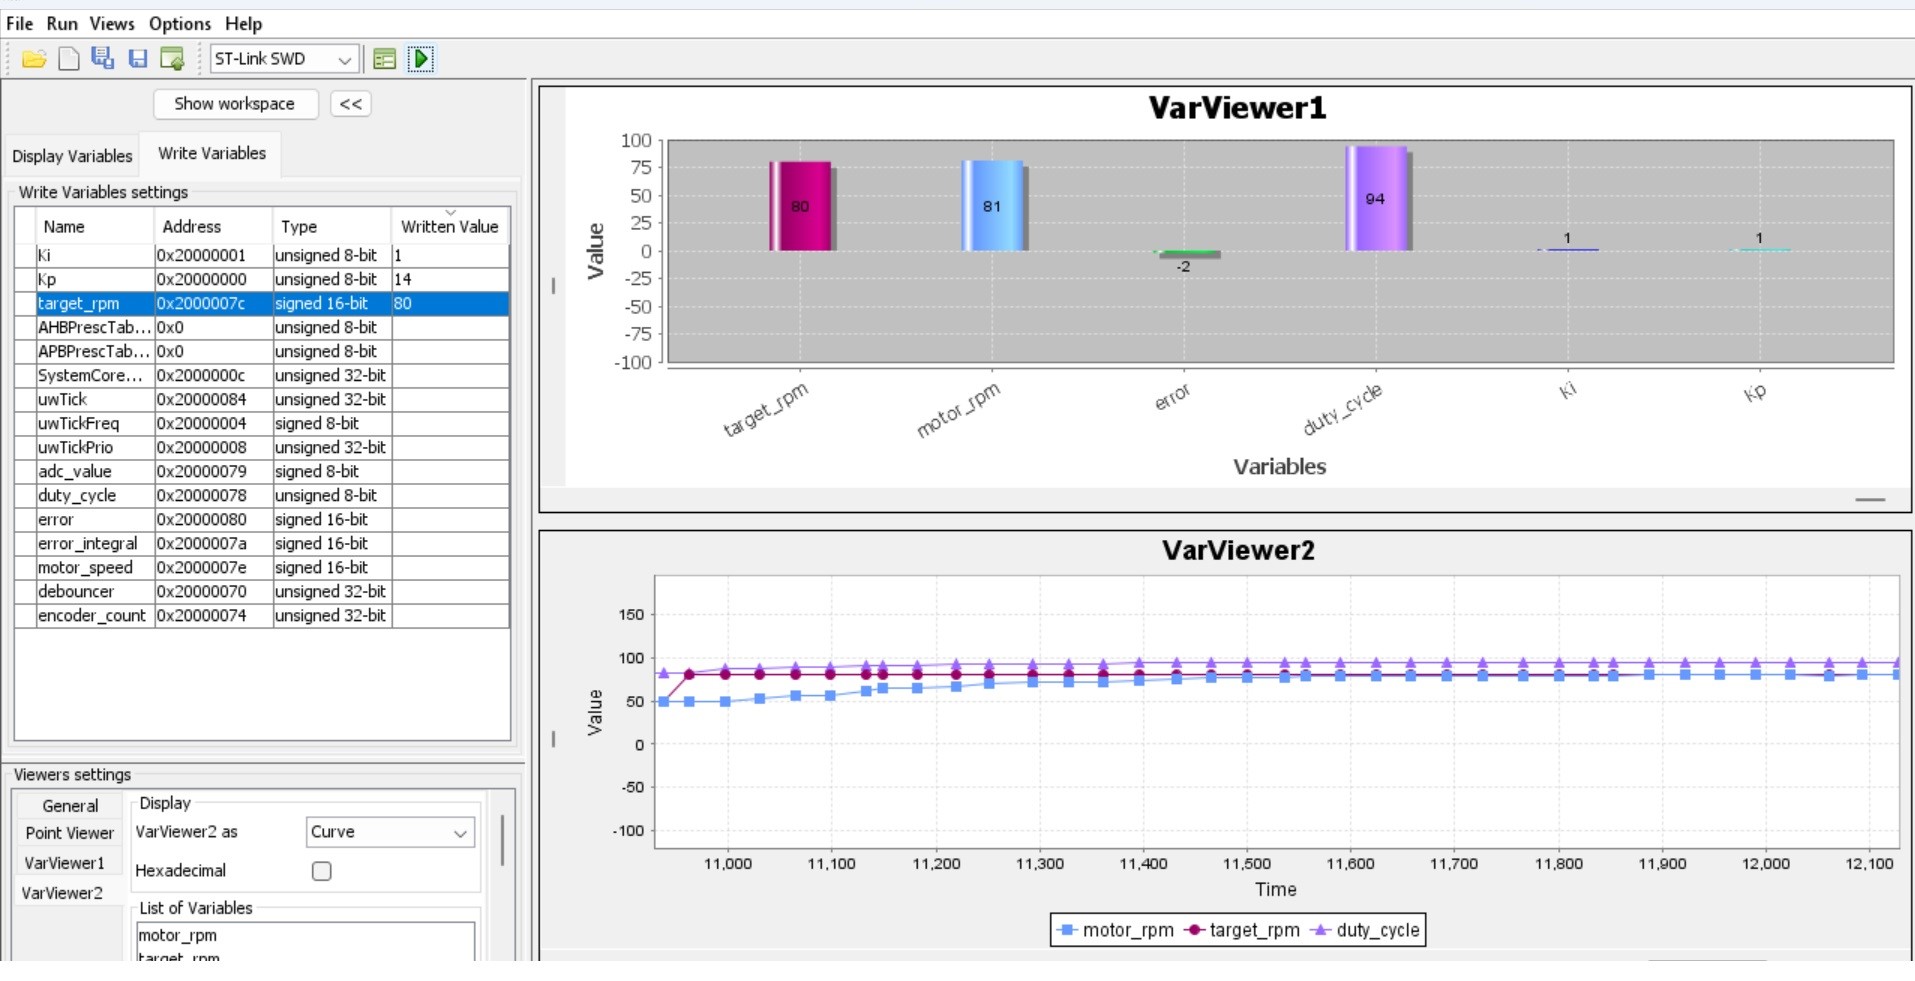 File Run Views Options Help
ST-Link SWD
Show workspace <<
Display Variables Write Variables
Write Variables settings
Name Address Type Written Value
Ki 0x20000001 unsigned 8-bit 1
Kp 0x20000000 unsigned 8-bit 14
target_rpm 0x2000007c signed 16-bit 80
AHBPrescTab... 0x0 unsigned 8-bit
APBPrescTab... 0x0 unsigned 8-bit
SystemCore... 0x2000000c unsigned 32-bit
uwTick 0x20000084 unsigned 32-bit
uwTickFreq 0x20000004 signed 8-bit
uwTickPrio 0x20000008 unsigned 32-bit
adc_value 0x20000079 signed 8-bit
duty_cycle 0x20000078 unsigned 8-bit
error 0x20000080 signed 16-bit
error_integral 0x2000007a signed 16-bit
motor_speed 0x2000007e signed 16-bit
debouncer 0x20000070 unsigned 32-bit
encoder_count 0x20000074 unsigned 32-bit
Viewers settings
General
Point Viewer
VarViewer1
VarViewer2
Display
VarViewer2 as Curve
Hexadecimal
List of Variables
motor_rpm
target_rpm
VarViewer1
Value
100
75
50
25
0
-25
-50
-75
-100
80 81 -2 94 1 1
target_rpm motor_rpm error duty_cycle Ki Kp
Variables
VarViewer2
Value
150
100
50
0
-50
-100
11,000 11,100 11,200 11,300 11,400 11,500 11,600 11,700 11,800 11,900 12,000 12,100
Time
motor_rpm target_rpm duty_cycle